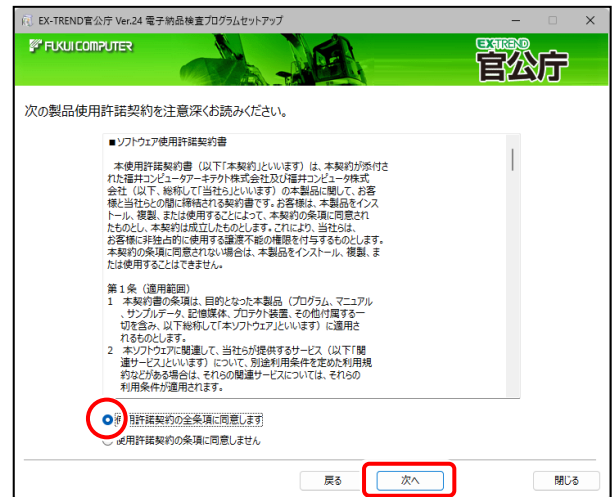 EX-TREND官公庁 Ver.24 電子納品検査プログラムセットアップ
FUKUI COMPUTER
EX-TREND
官公庁
次の製品使用許諾契約を注意深くお読みください。
■ソフトウェア使用許諾契約書
本使用許諾契約書（以下「本契約」といいます）は、本契約が添付さ
れた福井コンピュータアーキテクト株式会社及び福井コンピュータ株式
会社（以下、総称して「当社ら」といいます）の本製品に関して、お客
様と当社らとの間に締結される契約書です。お客様は、本製品をインス
トール、複製、または使用することによって、本契約の条項に同意され
たものとし、本契約は成立したものとします。これにより、当社らは、
お客様に非独占的に使用する譲渡不能の権限を付与するものとします。
本契約の条項に同意されない場合は、本製品をインストール、複製、ま
たは使用することはできません。
第１条（適用範囲）
1 本契約書の条項は、目的となった本製品（プログラム、マニュアル
、サンプルデータ、記憶媒体、プロテクト装置、その他付属する一
切を含み、以下総称して「本ソフトウェア」といいます）に適用さ
れるものとします。
2 本ソフトウェアに関連して、当社らが提供するサービス（以下「関
連サービス」といいます）について、別途利用条件を定めた利用規
約などがある場合は、それらの関連サービスについては、それらの
利用条件が適用されます。
使用許諾契約の全条項に同意します
使用許諾契約の条項に同意しません
戻る
次へ
閉じる